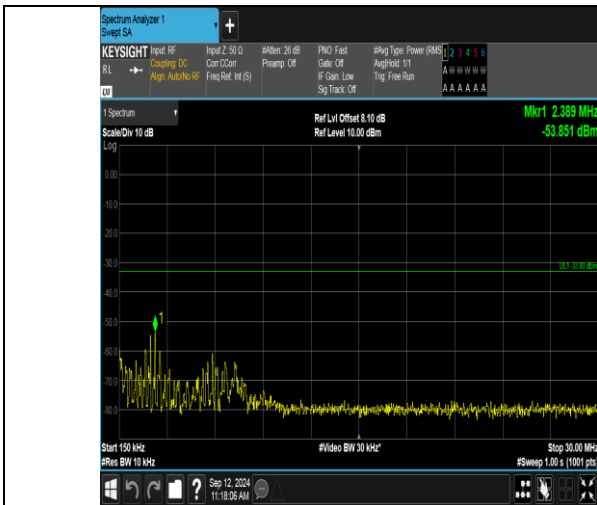 Spectrum Analyzer 1
Swept SA
KEYSIGHT Input: RF Input Z: 50 Ω #Atten: 26 dB PNO: Fast #Avg Type: Power (RMS 1 2 3 4 5 6
RL Coupling: DC Corr CCorr Preamp: Off Gate: Off Avg|Hold: 1/1 A W W W W W
Align: Auto/No RF Freq Ref: Int (S) IF Gain: Low Trig: Free Run
LXI Sig Track: Off A A A A A A
1 Spectrum Ref Lvl Offset 8.10 dB Mkr1 2.389 MHz
Scale/Div 10 dB Ref Level 10.00 dBm -53.851 dBm
Log
0.00
-10.0
-20.0
-30.0
DL1 -33.00 dBm
-40.0
1
-50.0
-60.0
-70.0
-80.0
Start 150 kHz #Video BW 30 kHz* Stop 30.00 MHz
#Res BW 10 kHz #Sweep 1.00 s (1001 pts)
Sep 12, 2024
11:18:06 AM